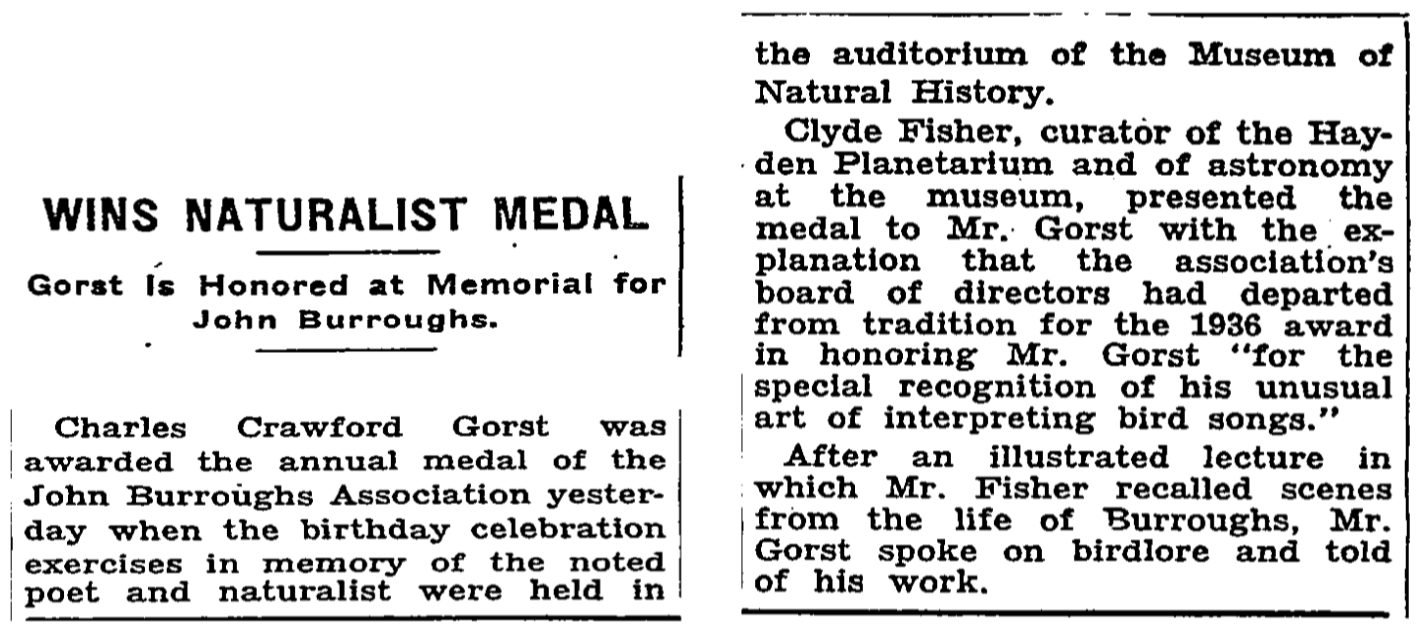 WINS NATURALIST MEDAL
Gorst Is Honored at Memorial for
John Burroughs.
Charles Crawford Gorst was
awarded the annual medal of the
John Burroughs Association yester-
day when the birthday celebration
exercises in memory of the noted
poet and naturalist were held in
the auditorium of the Museum of
Natural History.
Clyde Fisher, curator of the Hay-
den Planetarium and of astronomy
at the museum, presented the
medal to Mr. Gorst with the ex-
planation that the association's
board of directors had departed
from tradition for the 1936 award
in honoring Mr. Gorst "for the
special recognition of his unusual
art of interpreting bird songs."
After an illustrated lecture in
which Mr. Fisher recalled scenes
from the life of Burroughs, Mr.
Gorst spoke on birdlore and told
of his work.